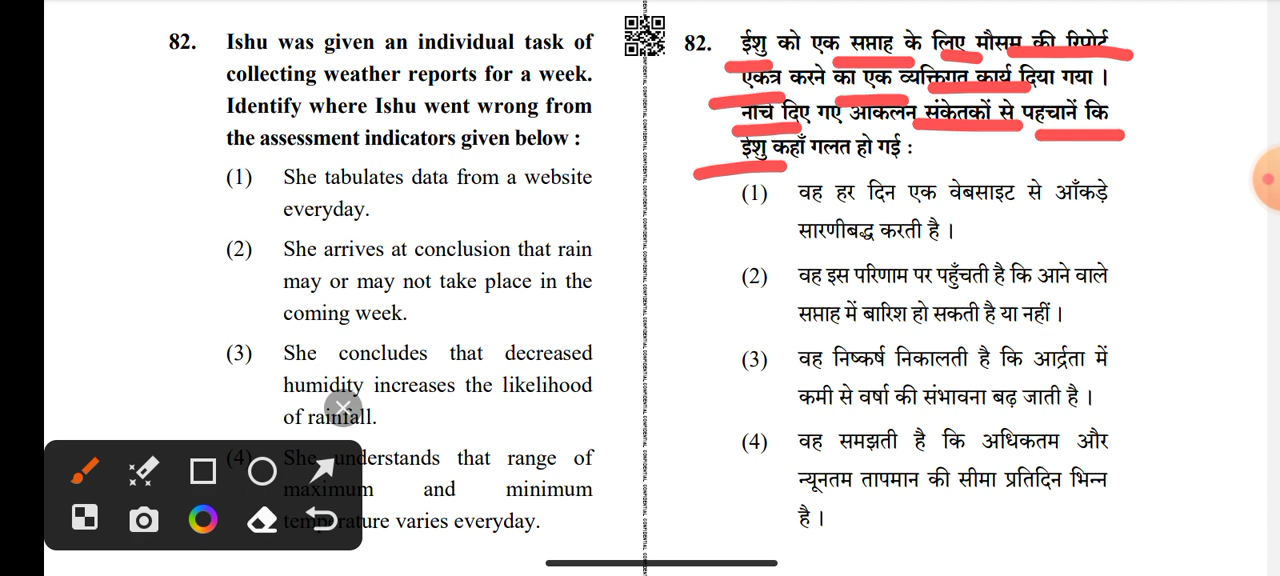 82. Ishu was given an individual task of
collecting weather reports for a week.
Identify where Ishu went wrong from
the assessment indicators given below :
(1) She tabulates data from a website
everyday.
(2) She arrives at conclusion that rain
may or may not take place in the
coming week.
(3) She concludes that decreased
humidity increases the likelihood
of rainfall.
(4) She understands that range of
maximum and minimum
temperature varies everyday.
82. ईशु को एक सप्ताह के लिए मौसम की रिपोर्ट
एकत्र करने का एक व्यक्तिगत कार्य दिया गया ।
नीचे दिए गए आकलन संकेतकों से पहचानें कि
ईशु कहाँ गलत हो गई :
(1) वह हर दिन एक वेबसाइट से आँकड़े
सारणीबद्ध करती है ।
(2) वह इस परिणाम पर पहुँचती है कि आने वाले
सप्ताह में बारिश हो सकती है या नहीं ।
(3) वह निष्कर्ष निकालती है कि आर्द्रता में
कमी से वर्षा की संभावना बढ़ जाती है ।
(4) वह समझती है कि अधिकतम और
न्यूनतम तापमान की सीमा प्रतिदिन भिन्न
है ।